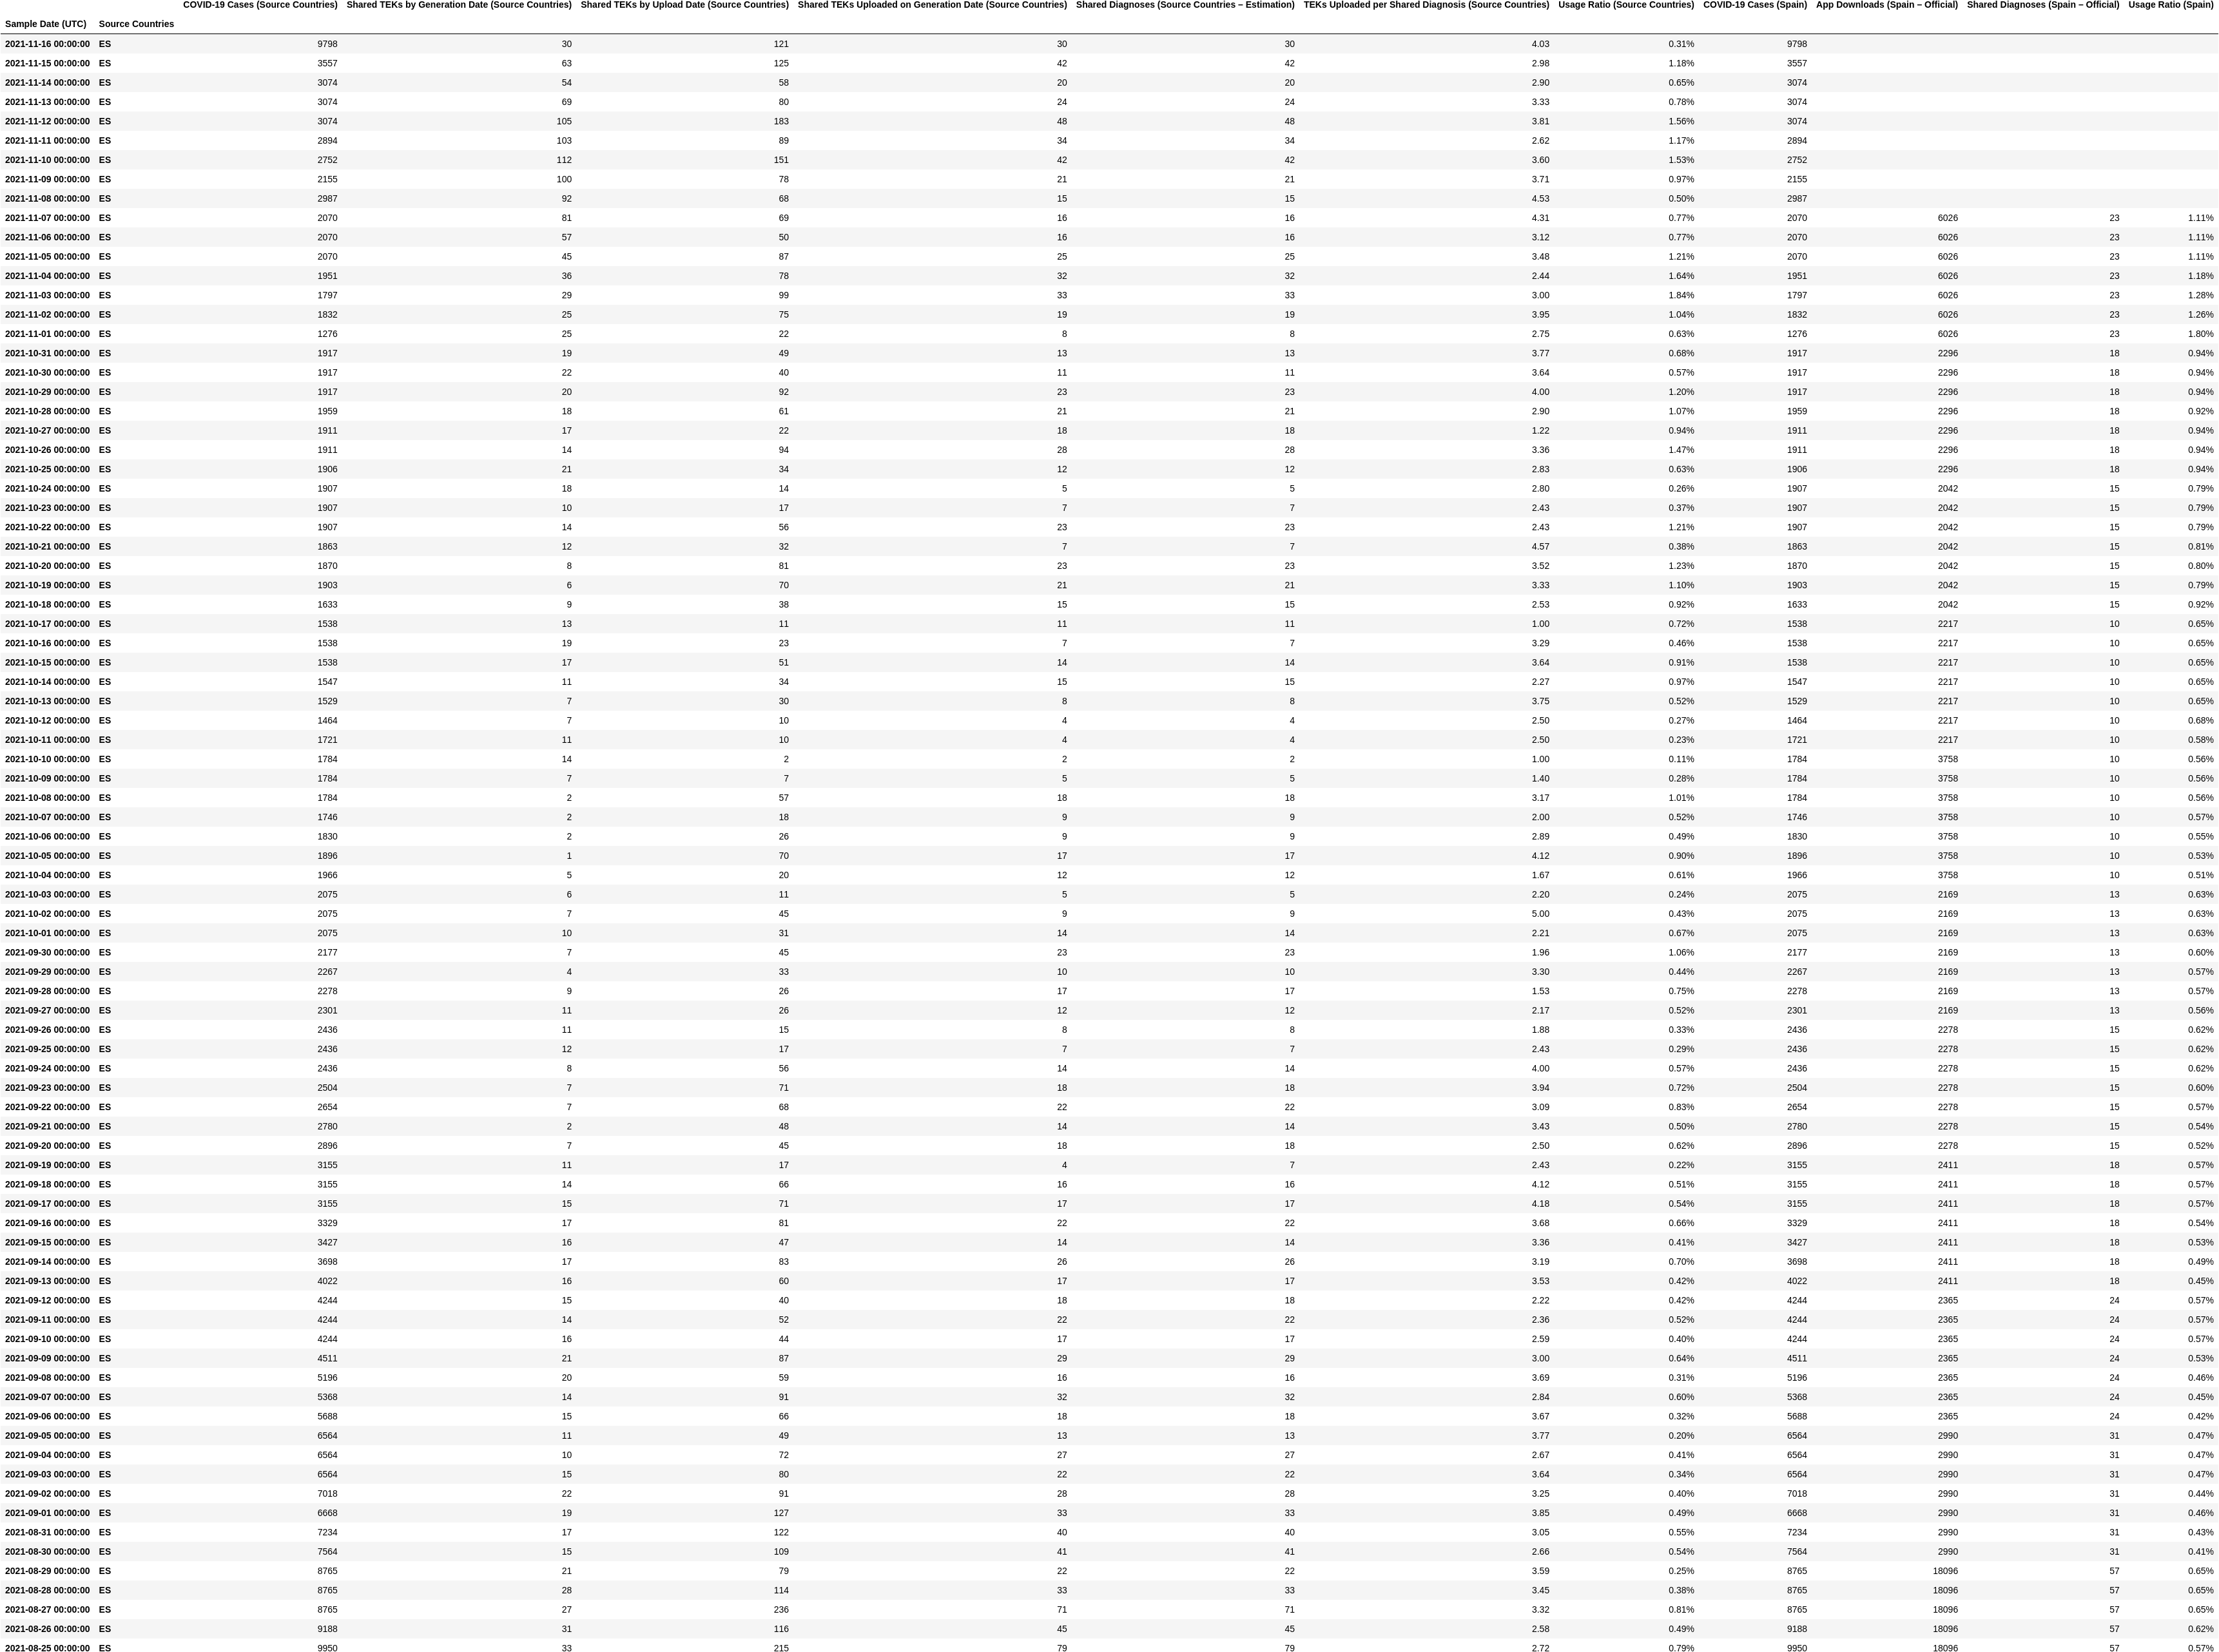 COVID-19 Cases (Source Countries) Shared TEKs by Generation Date (Source Countries) Shared TEKs by Upload Date (Source Countries) Shared TEKs Uploaded on Generation Date (Source Countries) Shared Diagnoses (Source Countries – Estimation) TEKs Uploaded per Shared Diagnosis (Source Countries) Usage Ratio (Source Countries) COVID-19 Cases (Spain) App Downloads (Spain – Official) Shared Diagnoses (Spain – Official) Usage Ratio (Spain)
Sample Date (UTC) Source Countries
2021-11-16 00:00:00 ES 9798 30 121 30 30 4.03 0.31% 9798
2021-11-15 00:00:00 ES 3557 63 125 42 42 2.98 1.18% 3557
2021-11-14 00:00:00 ES 3074 54 58 20 20 2.90 0.65% 3074
2021-11-13 00:00:00 ES 3074 69 80 24 24 3.33 0.78% 3074
2021-11-12 00:00:00 ES 3074 105 183 48 48 3.81 1.56% 3074
2021-11-11 00:00:00 ES 2894 103 89 34 34 2.62 1.17% 2894
2021-11-10 00:00:00 ES 2752 112 151 42 42 3.60 1.53% 2752
2021-11-09 00:00:00 ES 2155 100 78 21 21 3.71 0.97% 2155
2021-11-08 00:00:00 ES 2987 92 68 15 15 4.53 0.50% 2987
2021-11-07 00:00:00 ES 2070 81 69 16 16 4.31 0.77% 2070 6026 23 1.11%
2021-11-06 00:00:00 ES 2070 57 50 16 16 3.12 0.77% 2070 6026 23 1.11%
2021-11-05 00:00:00 ES 2070 45 87 25 25 3.48 1.21% 2070 6026 23 1.11%
2021-11-04 00:00:00 ES 1951 36 78 32 32 2.44 1.64% 1951 6026 23 1.18%
2021-11-03 00:00:00 ES 1797 29 99 33 33 3.00 1.84% 1797 6026 23 1.28%
2021-11-02 00:00:00 ES 1832 25 75 19 19 3.95 1.04% 1832 6026 23 1.26%
2021-11-01 00:00:00 ES 1276 25 22 8 8 2.75 0.63% 1276 6026 23 1.80%
2021-10-31 00:00:00 ES 1917 19 49 13 13 3.77 0.68% 1917 2296 18 0.94%
2021-10-30 00:00:00 ES 1917 22 40 11 11 3.64 0.57% 1917 2296 18 0.94%
2021-10-29 00:00:00 ES 1917 20 92 23 23 4.00 1.20% 1917 2296 18 0.94%
2021-10-28 00:00:00 ES 1959 18 61 21 21 2.90 1.07% 1959 2296 18 0.92%
2021-10-27 00:00:00 ES 1911 17 22 18 18 1.22 0.94% 1911 2296 18 0.94%
2021-10-26 00:00:00 ES 1911 14 94 28 28 3.36 1.47% 1911 2296 18 0.94%
2021-10-25 00:00:00 ES 1906 21 34 12 12 2.83 0.63% 1906 2296 18 0.94%
2021-10-24 00:00:00 ES 1907 18 14 5 5 2.80 0.26% 1907 2042 15 0.79%
2021-10-23 00:00:00 ES 1907 10 17 7 7 2.43 0.37% 1907 2042 15 0.79%
2021-10-22 00:00:00 ES 1907 14 56 23 23 2.43 1.21% 1907 2042 15 0.79%
2021-10-21 00:00:00 ES 1863 12 32 7 7 4.57 0.38% 1863 2042 15 0.81%
2021-10-20 00:00:00 ES 1870 8 81 23 23 3.52 1.23% 1870 2042 15 0.80%
2021-10-19 00:00:00 ES 1903 6 70 21 21 3.33 1.10% 1903 2042 15 0.79%
2021-10-18 00:00:00 ES 1633 9 38 15 15 2.53 0.92% 1633 2042 15 0.92%
2021-10-17 00:00:00 ES 1538 13 11 11 11 1.00 0.72% 1538 2217 10 0.65%
2021-10-16 00:00:00 ES 1538 19 23 7 7 3.29 0.46% 1538 2217 10 0.65%
2021-10-15 00:00:00 ES 1538 17 51 14 14 3.64 0.91% 1538 2217 10 0.65%
2021-10-14 00:00:00 ES 1547 11 34 15 15 2.27 0.97% 1547 2217 10 0.65%
2021-10-13 00:00:00 ES 1529 7 30 8 8 3.75 0.52% 1529 2217 10 0.65%
2021-10-12 00:00:00 ES 1464 7 10 4 4 2.50 0.27% 1464 2217 10 0.68%
2021-10-11 00:00:00 ES 1721 11 10 4 4 2.50 0.23% 1721 2217 10 0.58%
2021-10-10 00:00:00 ES 1784 14 2 2 2 1.00 0.11% 1784 3758 10 0.56%
2021-10-09 00:00:00 ES 1784 7 7 5 5 1.40 0.28% 1784 3758 10 0.56%
2021-10-08 00:00:00 ES 1784 2 57 18 18 3.17 1.01% 1784 3758 10 0.56%
2021-10-07 00:00:00 ES 1746 2 18 9 9 2.00 0.52% 1746 3758 10 0.57%
2021-10-06 00:00:00 ES 1830 2 26 9 9 2.89 0.49% 1830 3758 10 0.55%
2021-10-05 00:00:00 ES 1896 1 70 17 17 4.12 0.90% 1896 3758 10 0.53%
2021-10-04 00:00:00 ES 1966 5 20 12 12 1.67 0.61% 1966 3758 10 0.51%
2021-10-03 00:00:00 ES 2075 6 11 5 5 2.20 0.24% 2075 2169 13 0.63%
2021-10-02 00:00:00 ES 2075 7 45 9 9 5.00 0.43% 2075 2169 13 0.63%
2021-10-01 00:00:00 ES 2075 10 31 14 14 2.21 0.67% 2075 2169 13 0.63%
2021-09-30 00:00:00 ES 2177 7 45 23 23 1.96 1.06% 2177 2169 13 0.60%
2021-09-29 00:00:00 ES 2267 4 33 10 10 3.30 0.44% 2267 2169 13 0.57%
2021-09-28 00:00:00 ES 2278 9 26 17 17 1.53 0.75% 2278 2169 13 0.57%
2021-09-27 00:00:00 ES 2301 11 26 12 12 2.17 0.52% 2301 2169 13 0.56%
2021-09-26 00:00:00 ES 2436 11 15 8 8 1.88 0.33% 2436 2278 15 0.62%
2021-09-25 00:00:00 ES 2436 12 17 7 7 2.43 0.29% 2436 2278 15 0.62%
2021-09-24 00:00:00 ES 2436 8 56 14 14 4.00 0.57% 2436 2278 15 0.62%
2021-09-23 00:00:00 ES 2504 7 71 18 18 3.94 0.72% 2504 2278 15 0.60%
2021-09-22 00:00:00 ES 2654 7 68 22 22 3.09 0.83% 2654 2278 15 0.57%
2021-09-21 00:00:00 ES 2780 2 48 14 14 3.43 0.50% 2780 2278 15 0.54%
2021-09-20 00:00:00 ES 2896 7 45 18 18 2.50 0.62% 2896 2278 15 0.52%
2021-09-19 00:00:00 ES 3155 11 17 4 7 2.43 0.22% 3155 2411 18 0.57%
2021-09-18 00:00:00 ES 3155 14 66 16 16 4.12 0.51% 3155 2411 18 0.57%
2021-09-17 00:00:00 ES 3155 15 71 17 17 4.18 0.54% 3155 2411 18 0.57%
2021-09-16 00:00:00 ES 3329 17 81 22 22 3.68 0.66% 3329 2411 18 0.54%
2021-09-15 00:00:00 ES 3427 16 47 14 14 3.36 0.41% 3427 2411 18 0.53%
2021-09-14 00:00:00 ES 3698 17 83 26 26 3.19 0.70% 3698 2411 18 0.49%
2021-09-13 00:00:00 ES 4022 16 60 17 17 3.53 0.42% 4022 2411 18 0.45%
2021-09-12 00:00:00 ES 4244 15 40 18 18 2.22 0.42% 4244 2365 24 0.57%
2021-09-11 00:00:00 ES 4244 14 52 22 22 2.36 0.52% 4244 2365 24 0.57%
2021-09-10 00:00:00 ES 4244 16 44 17 17 2.59 0.40% 4244 2365 24 0.57%
2021-09-09 00:00:00 ES 4511 21 87 29 29 3.00 0.64% 4511 2365 24 0.53%
2021-09-08 00:00:00 ES 5196 20 59 16 16 3.69 0.31% 5196 2365 24 0.46%
2021-09-07 00:00:00 ES 5368 14 91 32 32 2.84 0.60% 5368 2365 24 0.45%
2021-09-06 00:00:00 ES 5688 15 66 18 18 3.67 0.32% 5688 2365 24 0.42%
2021-09-05 00:00:00 ES 6564 11 49 13 13 3.77 0.20% 6564 2990 31 0.47%
2021-09-04 00:00:00 ES 6564 10 72 27 27 2.67 0.41% 6564 2990 31 0.47%
2021-09-03 00:00:00 ES 6564 15 80 22 22 3.64 0.34% 6564 2990 31 0.47%
2021-09-02 00:00:00 ES 7018 22 91 28 28 3.25 0.40% 7018 2990 31 0.44%
2021-09-01 00:00:00 ES 6668 19 127 33 33 3.85 0.49% 6668 2990 31 0.46%
2021-08-31 00:00:00 ES 7234 17 122 40 40 3.05 0.55% 7234 2990 31 0.43%
2021-08-30 00:00:00 ES 7564 15 109 41 41 2.66 0.54% 7564 2990 31 0.41%
2021-08-29 00:00:00 ES 8765 21 79 22 22 3.59 0.25% 8765 18096 57 0.65%
2021-08-28 00:00:00 ES 8765 28 114 33 33 3.45 0.38% 8765 18096 57 0.65%
2021-08-27 00:00:00 ES 8765 27 236 71 71 3.32 0.81% 8765 18096 57 0.65%
2021-08-26 00:00:00 ES 9188 31 116 45 45 2.58 0.49% 9188 18096 57 0.62%
2021-08-25 00:00:00 ES 9950 33 215 79 79 2.72 0.79% 9950 18096 57 0.57%